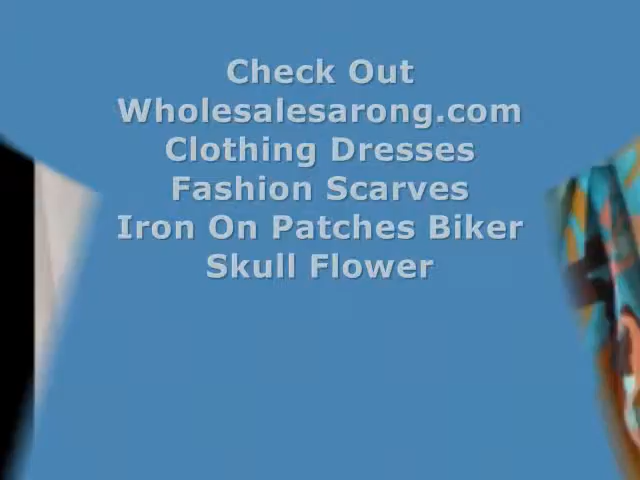 Check Out
Wholesalesarong.com
Clothing Dresses
Fashion Scarves
Iron On Patches Biker
Skull Flower